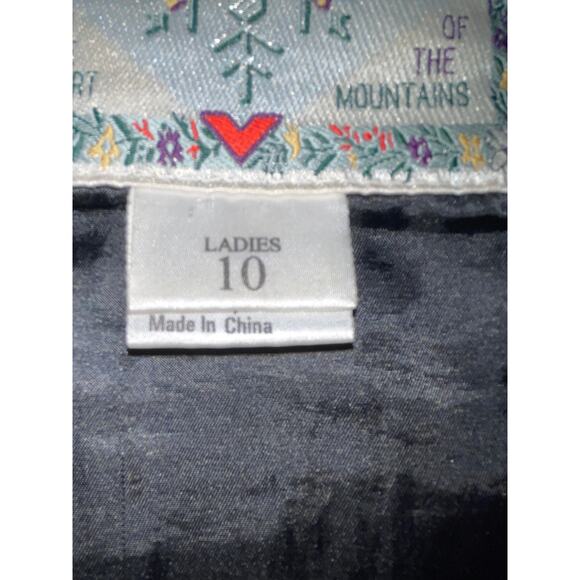 OF
THE
MOUNTAINS
LADIES
10
Made In China